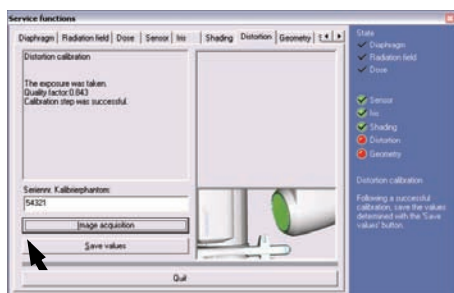 Service functions
Diaphragm Radiation field Dose Sensor Iris Shading Distortion Geometry
Distortion calibration
The exposure was taken.
Quality factor:0.843
Calibration step was successful.
Seriennr. Kalibrierphantom:
54321
Image acquisition
Save values
Quit
State
Diaphragm
Radiation field
Dose
Sensor
Iris
Shading
Distortion
Geometry
Distortion calibration
Following a successful
calibration, save the values
determined with the 'Save
values' button.